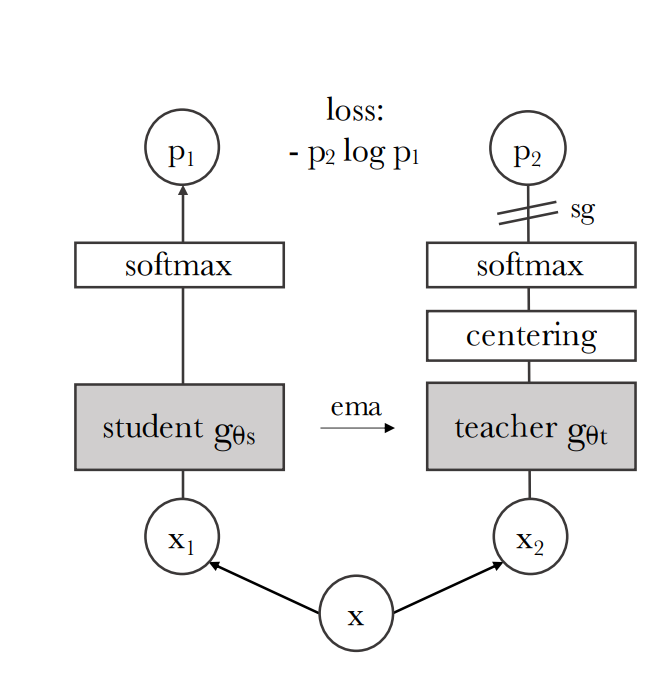 loss:
- p₂ log p₁
p₁
p₂
sg
softmax
softmax
centering
ema
student gθs
teacher gθt
x₁
x₂
x